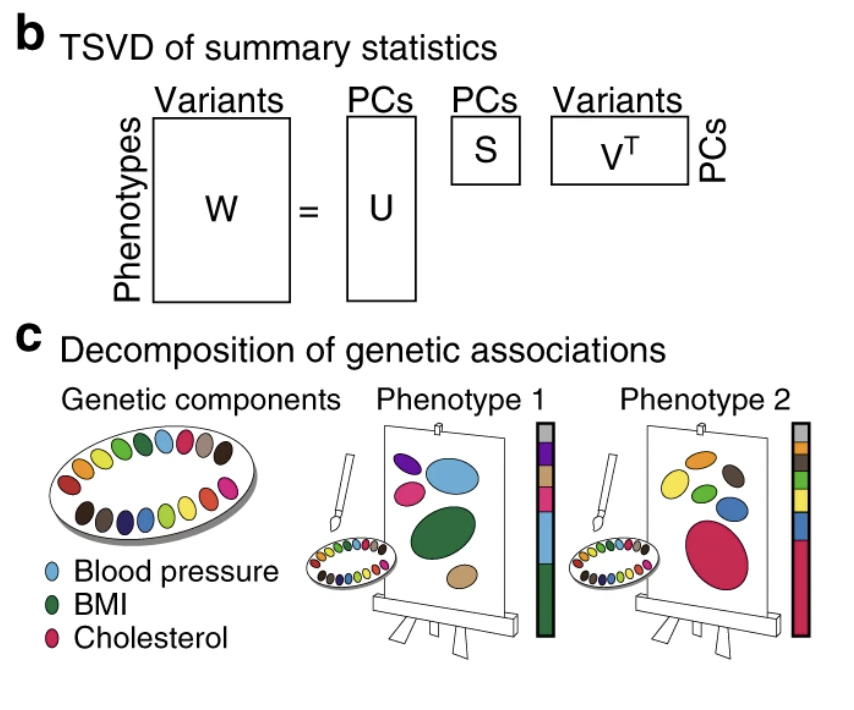 b TSVD of summary statistics
Variants PCs PCs Variants
Phenotypes W = U S Vᵀ PCs
c Decomposition of genetic associations
Genetic components Phenotype 1 Phenotype 2
Blood pressure
BMI
Cholesterol